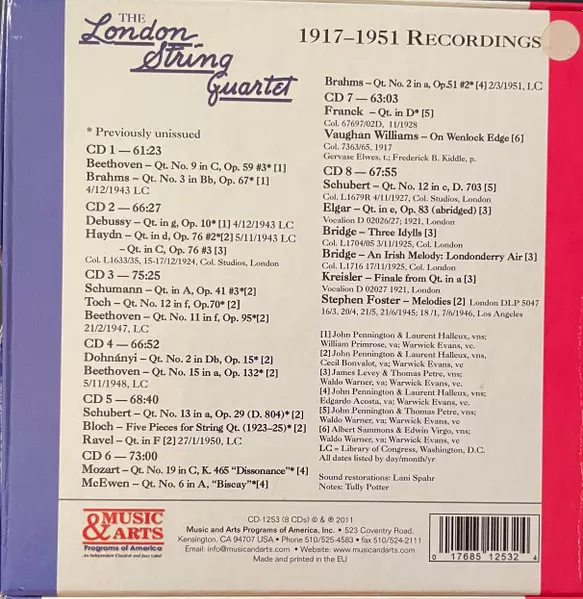 THE
London
String
Quartet
1917–1951 RECORDINGS
* Previously unissued
CD 1 — 61:23
Beethoven – Qt. No. 9 in C, Op. 59 #3* [1]
Brahms – Qt. No. 3 in Bb, Op. 67* [1]
4/12/1943 LC
CD 2 — 66:27
Debussy – Qt. in g, Op. 10* [1] 4/12/1943 LC
Haydn – Qt. in d, Op. 76 #2*[2] 5/11/1943 LC
– Qt. in C, Op. 76 #3 [3]
Col. L1633/35, 15-17/12/1924, Col. Studios, London
CD 3 — 75:25
Schumann – Qt. in A, Op. 41 #3*[2]
Toch – Qt. No. 12 in f, Op.70* [2]
Beethoven – Qt. No. 11 in f, Op. 95*[2]
21/2/1947, LC
CD 4 — 66:52
Dohnányi – Qt. No. 2 in Db, Op. 15* [2]
Beethoven – Qt. No. 15 in a, Op. 132* [2]
5/11/1948, LC
CD 5 — 68:40
Schubert – Qt. No. 13 in a, Op. 29 (D. 804)* [2]
Bloch – Five Pieces for String Qt. (1923–25)* [2]
Ravel – Qt. in F [2] 27/1/1950, LC
CD 6 — 73:00
Mozart – Qt. No. 19 in C, K. 465 "Dissonance"* [4]
McEwen – Qt. No. 6 in A, "Biscay"*[4]
Brahms – Qt. No. 2 in a, Op.51 #2* [4] 2/3/1951, LC
CD 7 — 63:03
Franck – Qt. in D* [5]
Col. 67697/02D, 11/1928
Vaughan Williams – On Wenlock Edge [6]
Col. 7363/65, 1917
Gervase Elwes, t.; Frederick B. Kiddle, p.
CD 8 — 67:55
Schubert – Qt. No. 12 in c, D. 703 [5]
Col. L1679R 4/11/1927, Col. Studios, London
Elgar – Qt. in e, Op. 83 (abridged) [3]
Vocalion D 02026/27; 1921, London
Bridge – Three Idylls [3]
Col. L1704/05 3/11/1925, Col. London
Bridge – An Irish Melody: Londonderry Air [3]
Col. L1716 17/11/1925, Col. London
Kreisler – Finale from Qt. in a [3]
Vocalion D 02027 1921, London
Stephen Foster – Melodies [2] London DLP 5047
16/3, 20/4, 21/5, 21/6/1945; 18/1, 7/6/1946, Los Angeles
[1] John Pennington & Laurent Halleux, vns;
William Primrose, va; Warwick Evans, vc.
[2] John Pennington & Laurent Halleux, vns,
Cecil Bonvalot, va; Warwick Evans, vc.
[3] James Levey & Thomas Petre, vns;
Waldo Warner, va; Warwick Evans, vc.
[4] John Pennington & Laurent Halleux, vn;
Edgardo Acosta, va; Warwick Evans, vc.
[5] John Pennington & Thomas Petre, vns,
Waldo Warner, va; Warwick Evans, vc
[6] Albert Sammons & Edwin Virgo, vns;
Waldo Warner, va; Warwick Evans, vc
LC = Library of Congress, Washington, D.C.
All dates listed by day/month/yr
Sound restorations: Lani Spahr
Notes: Tully Potter
MUSIC
& ARTS
Programs of America
An Independent Classical and Jazz Label
CD-1253 (8 CDs) © & ℗ 2011
Music and Arts Programs of America, Inc. • 523 Coventry Road,
Kensington, CA 94707 USA • Phone 510/525-4583 • fax 510/524-2111
Email: info@musicandarts.com • Website: www.musicandarts.com
Made and printed in the EU
0 17685 12532 4